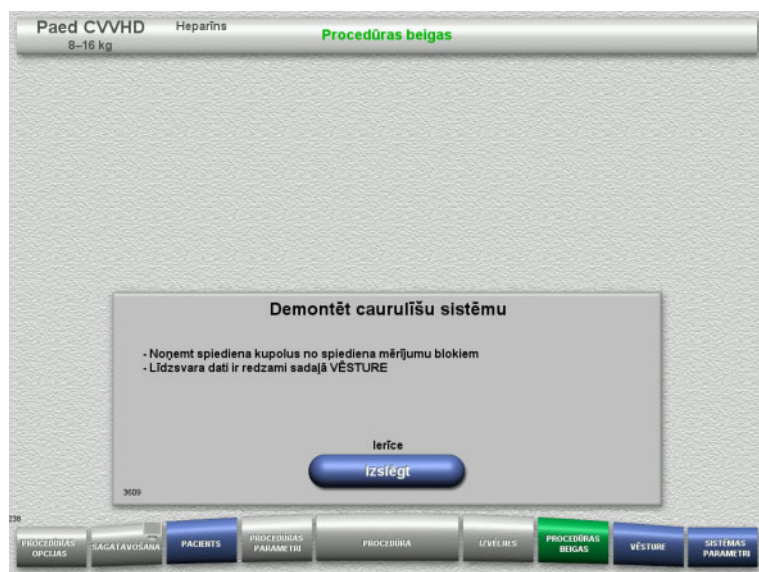 Paed CVVHD
8–16 kg
Heparīns
Procedūras beigas
Demontēt caurulīšu sistēmu
- Noņemt spiediena kupolus no spiediena mērījumu blokiem
- Līdzsvara dati ir redzami sadaļā VĒSTURE
Ierīce
Izslēgt
3609
238
PROCEDŪRAS
OPCIJAS
SAGATAVOŠANA
PACIENTS
PROCEDŪRAS
PARAMETRI
PROCEDŪRA
IZVĒLNES
PROCEDŪRAS
BEIGAS
VĒSTURE
SISTĒMAS
PARAMETRI